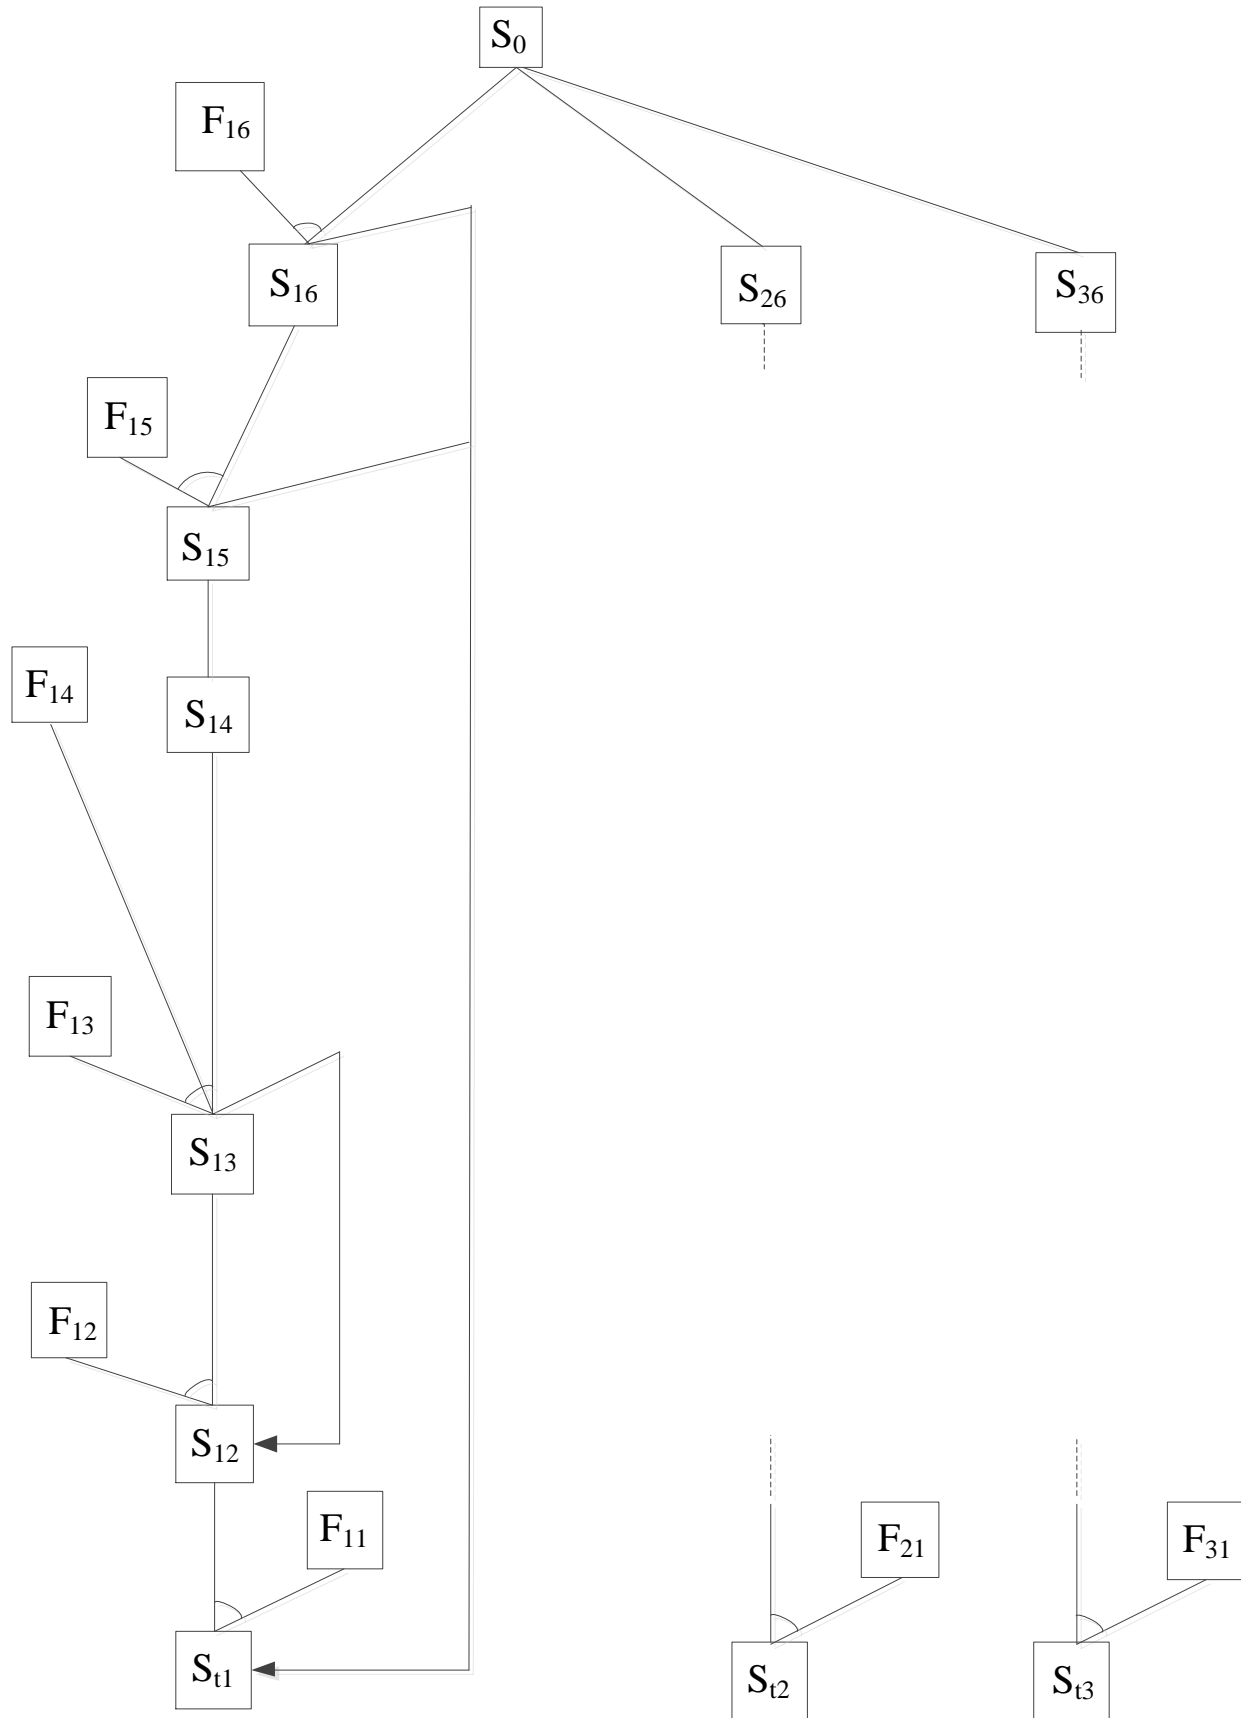 S₀
F₁₆
S₁₆
S₂₆
S₃₆
F₁₅
S₁₅
F₁₄
S₁₄
F₁₃
S₁₃
F₁₂
S₁₂
F₁₁
F₂₁
F₃₁
Sₜ₁
Sₜ₂
Sₜ₃